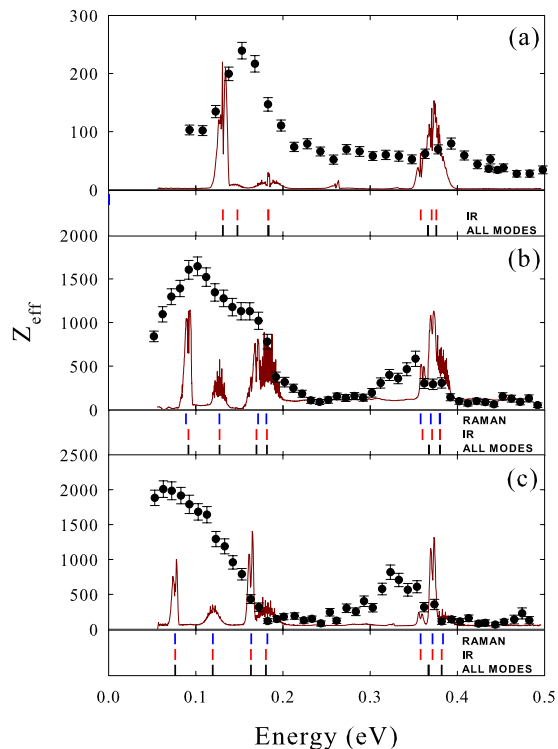 (a)
300
200
100
0
IR
ALL MODES
(b)
2000
1500
1000
500
0
Z_eff
RAMAN
IR
ALL MODES
(c)
2500
2000
1500
1000
500
0
RAMAN
IR
ALL MODES
0.0 0.1 0.2 0.3 0.4 0.5
Energy (eV)